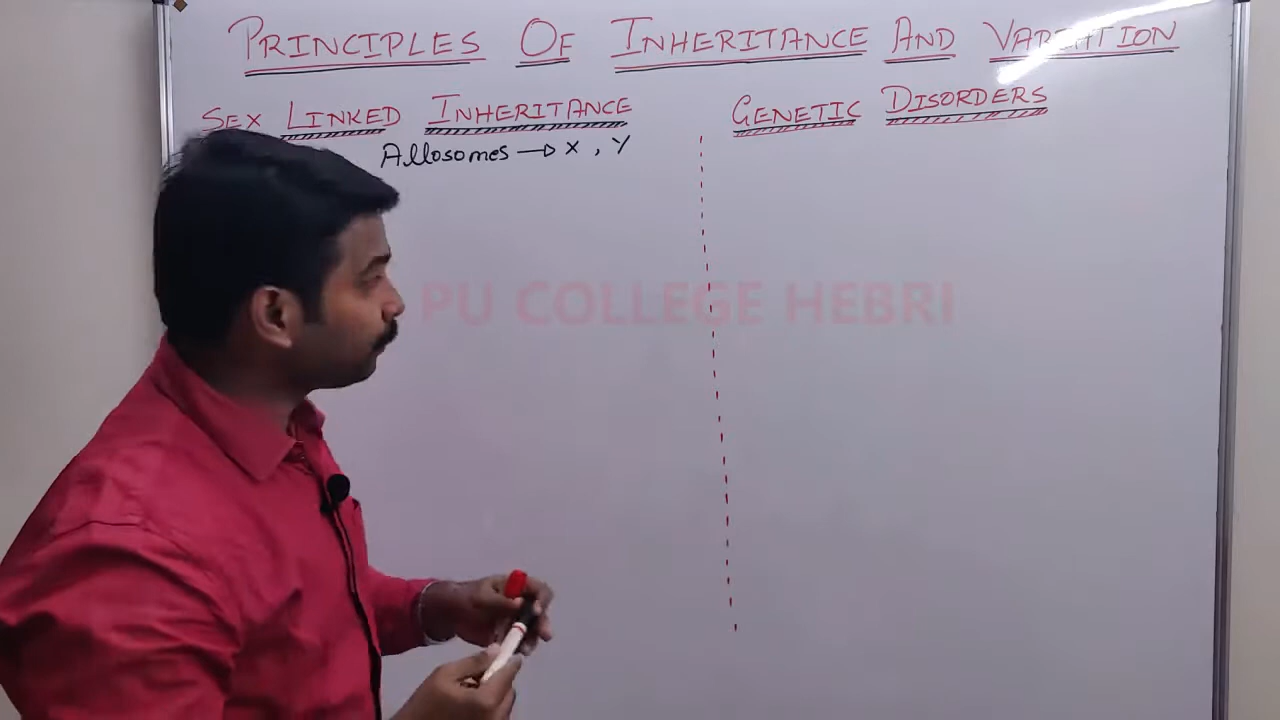 PRINCIPLES OF INHERITANCE AND VARIATION
SEX LINKED INHERITANCE
Allosomes → X , Y
GENETIC DISORDERS
PU COLLEGE HEBRI